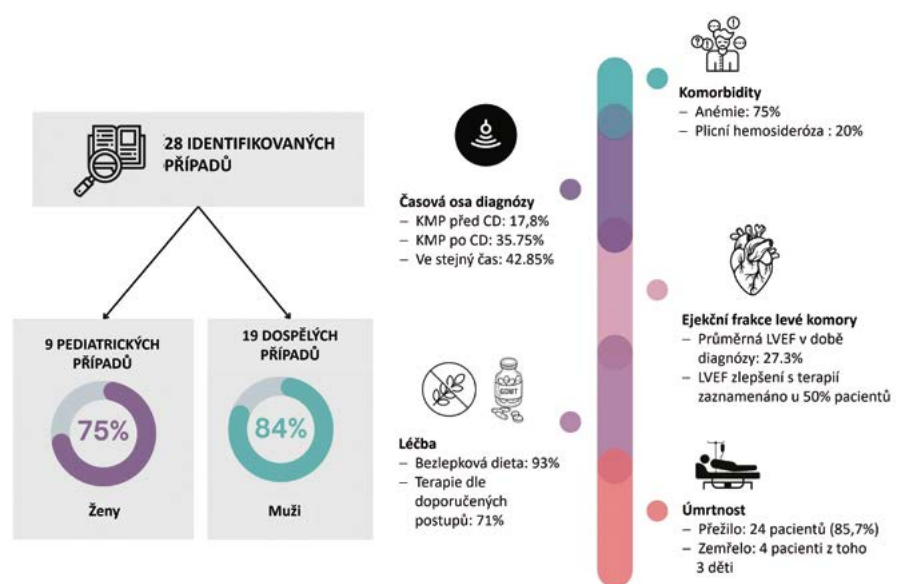 28 IDENTIFIKOVANÝCH
PŘÍPADŮ
9 PEDIATRICKÝCH
PŘÍPADŮ
75%
Ženy
19 DOSPĚLÝCH
PŘÍPADŮ
84%
Muži
Časová osa diagnózy
– KMP před CD: 17,8%
– KMP po CD: 35.75%
– Ve stejný čas: 42.85%
GDMT
Léčba
– Bezlepková dieta: 93%
– Terapie dle
doporučených
postupů: 71%
Komorbidity
– Anémie: 75%
– Plicní hemosideróza : 20%
Ejekční frakce levé komory
– Průměrná LVEF v době
diagnózy: 27.3%
– LVEF zlepšení s terapií
zaznamenáno u 50% pacientů
Úmrtnost
– Přežilo: 24 pacientů (85,7%)
– Zemřelo: 4 pacienti z toho
3 děti